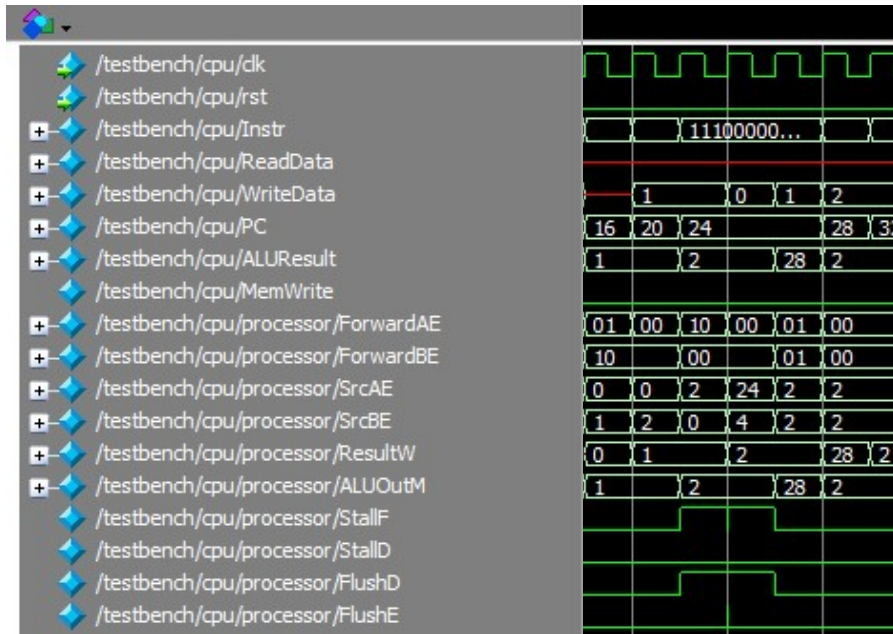 /testbench/cpu/clk
/testbench/cpu/rst
/testbench/cpu/Instr 11100000...
/testbench/cpu/ReadData
/testbench/cpu/WriteData 1 0 1 2
/testbench/cpu/PC 16 20 24 28
/testbench/cpu/ALUResult 1 2 28 2
/testbench/cpu/MemWrite
/testbench/cpu/processor/ForwardAE 01 00 10 00 01 00
/testbench/cpu/processor/ForwardBE 10 00 01 00
/testbench/cpu/processor/SrcAE 0 0 2 24 2 2
/testbench/cpu/processor/SrcBE 1 2 0 4 2 2
/testbench/cpu/processor/ResultW 0 1 2 28 2
/testbench/cpu/processor/ALUOutM 1 2 28 2
/testbench/cpu/processor/StallF
/testbench/cpu/processor/StallD
/testbench/cpu/processor/FlushD
/testbench/cpu/processor/FlushE